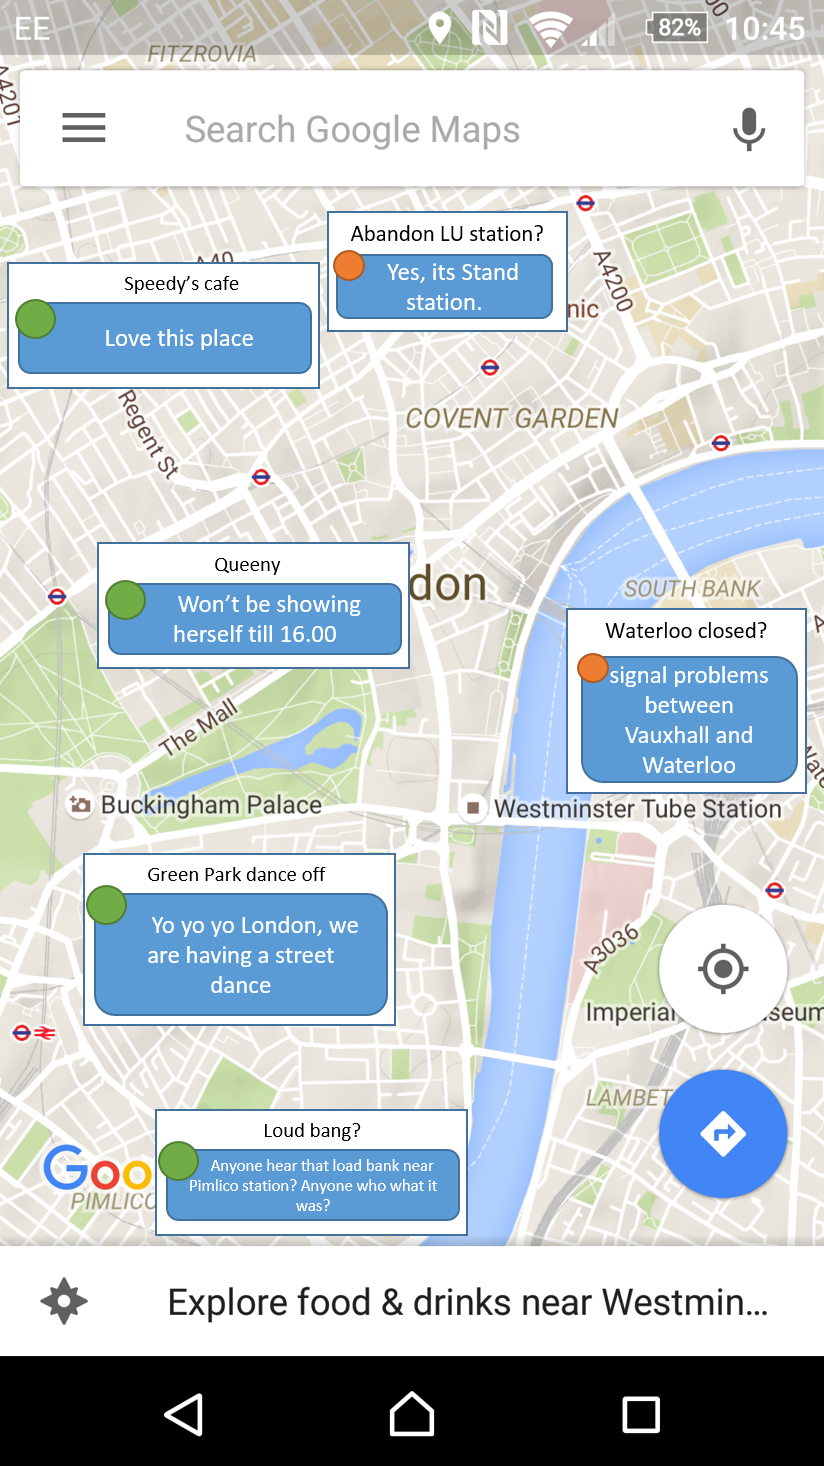 EE 82% 10:45
FITZROVIA
A4201
Search Google Maps
Abandon LU station?
Yes, its Stand
station.
A40
A4200
nic
Speedy's cafe
Love this place
Regent St
COVENT GARDEN
Queeny
Won't be showing
herself till 16.00
don
SOUTH BANK
Waterloo closed?
signal problems
between
Vauxhall and
Waterloo
The Mall
Buckingham Palace
Westminster Tube Station
Green Park dance off
Yo yo yo London, we
are having a street
dance
A3036
Imperial
seum
LAMBET
Loud bang?
Anyone hear that load bank near
Pimlico station? Anyone who what it
was?
Goo
PIMLICO
Explore food & drinks near Westmin...